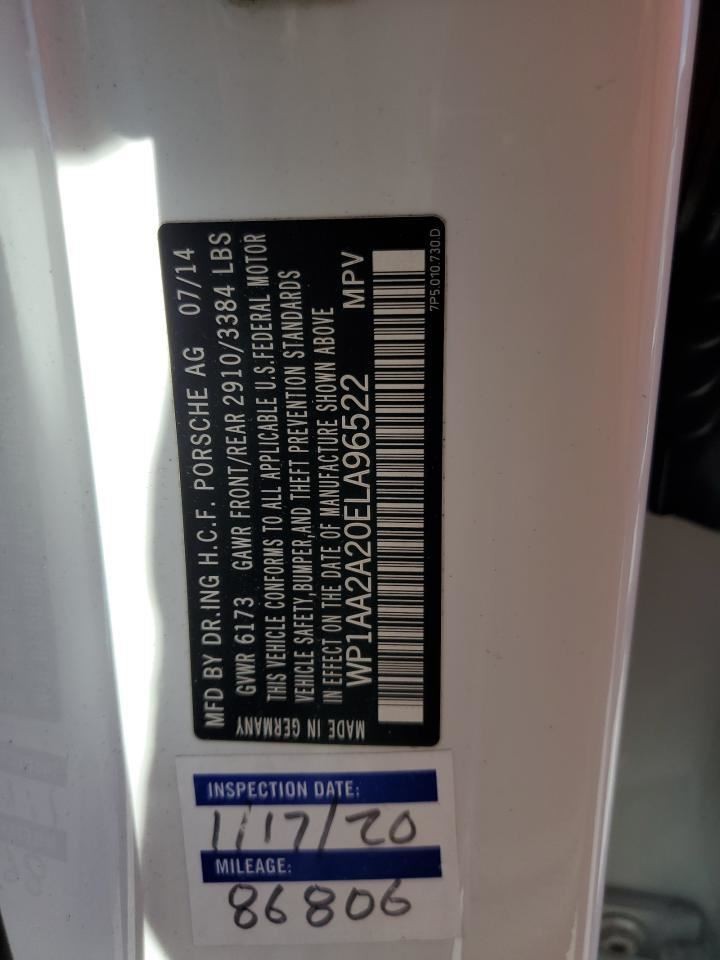 MFD BY DR.ING H.C.F. PORSCHE AG 07/14
GVWR 6173 GAWR FRONT/REAR 2910/3384 LBS
THIS VEHICLE CONFORMS TO ALL APPLICABLE U.S.FEDERAL MOTOR
VEHICLE SAFETY,BUMPER,AND THEFT PREVENTION STANDARDS
IN EFFECT ON THE DATE OF MANUFACTURE SHOWN ABOVE
WP1AA2A20ELA96522 MPV
7P5.010.730.D
MADE IN GERMANY
INSPECTION DATE:
1/17/20
MILEAGE:
86806